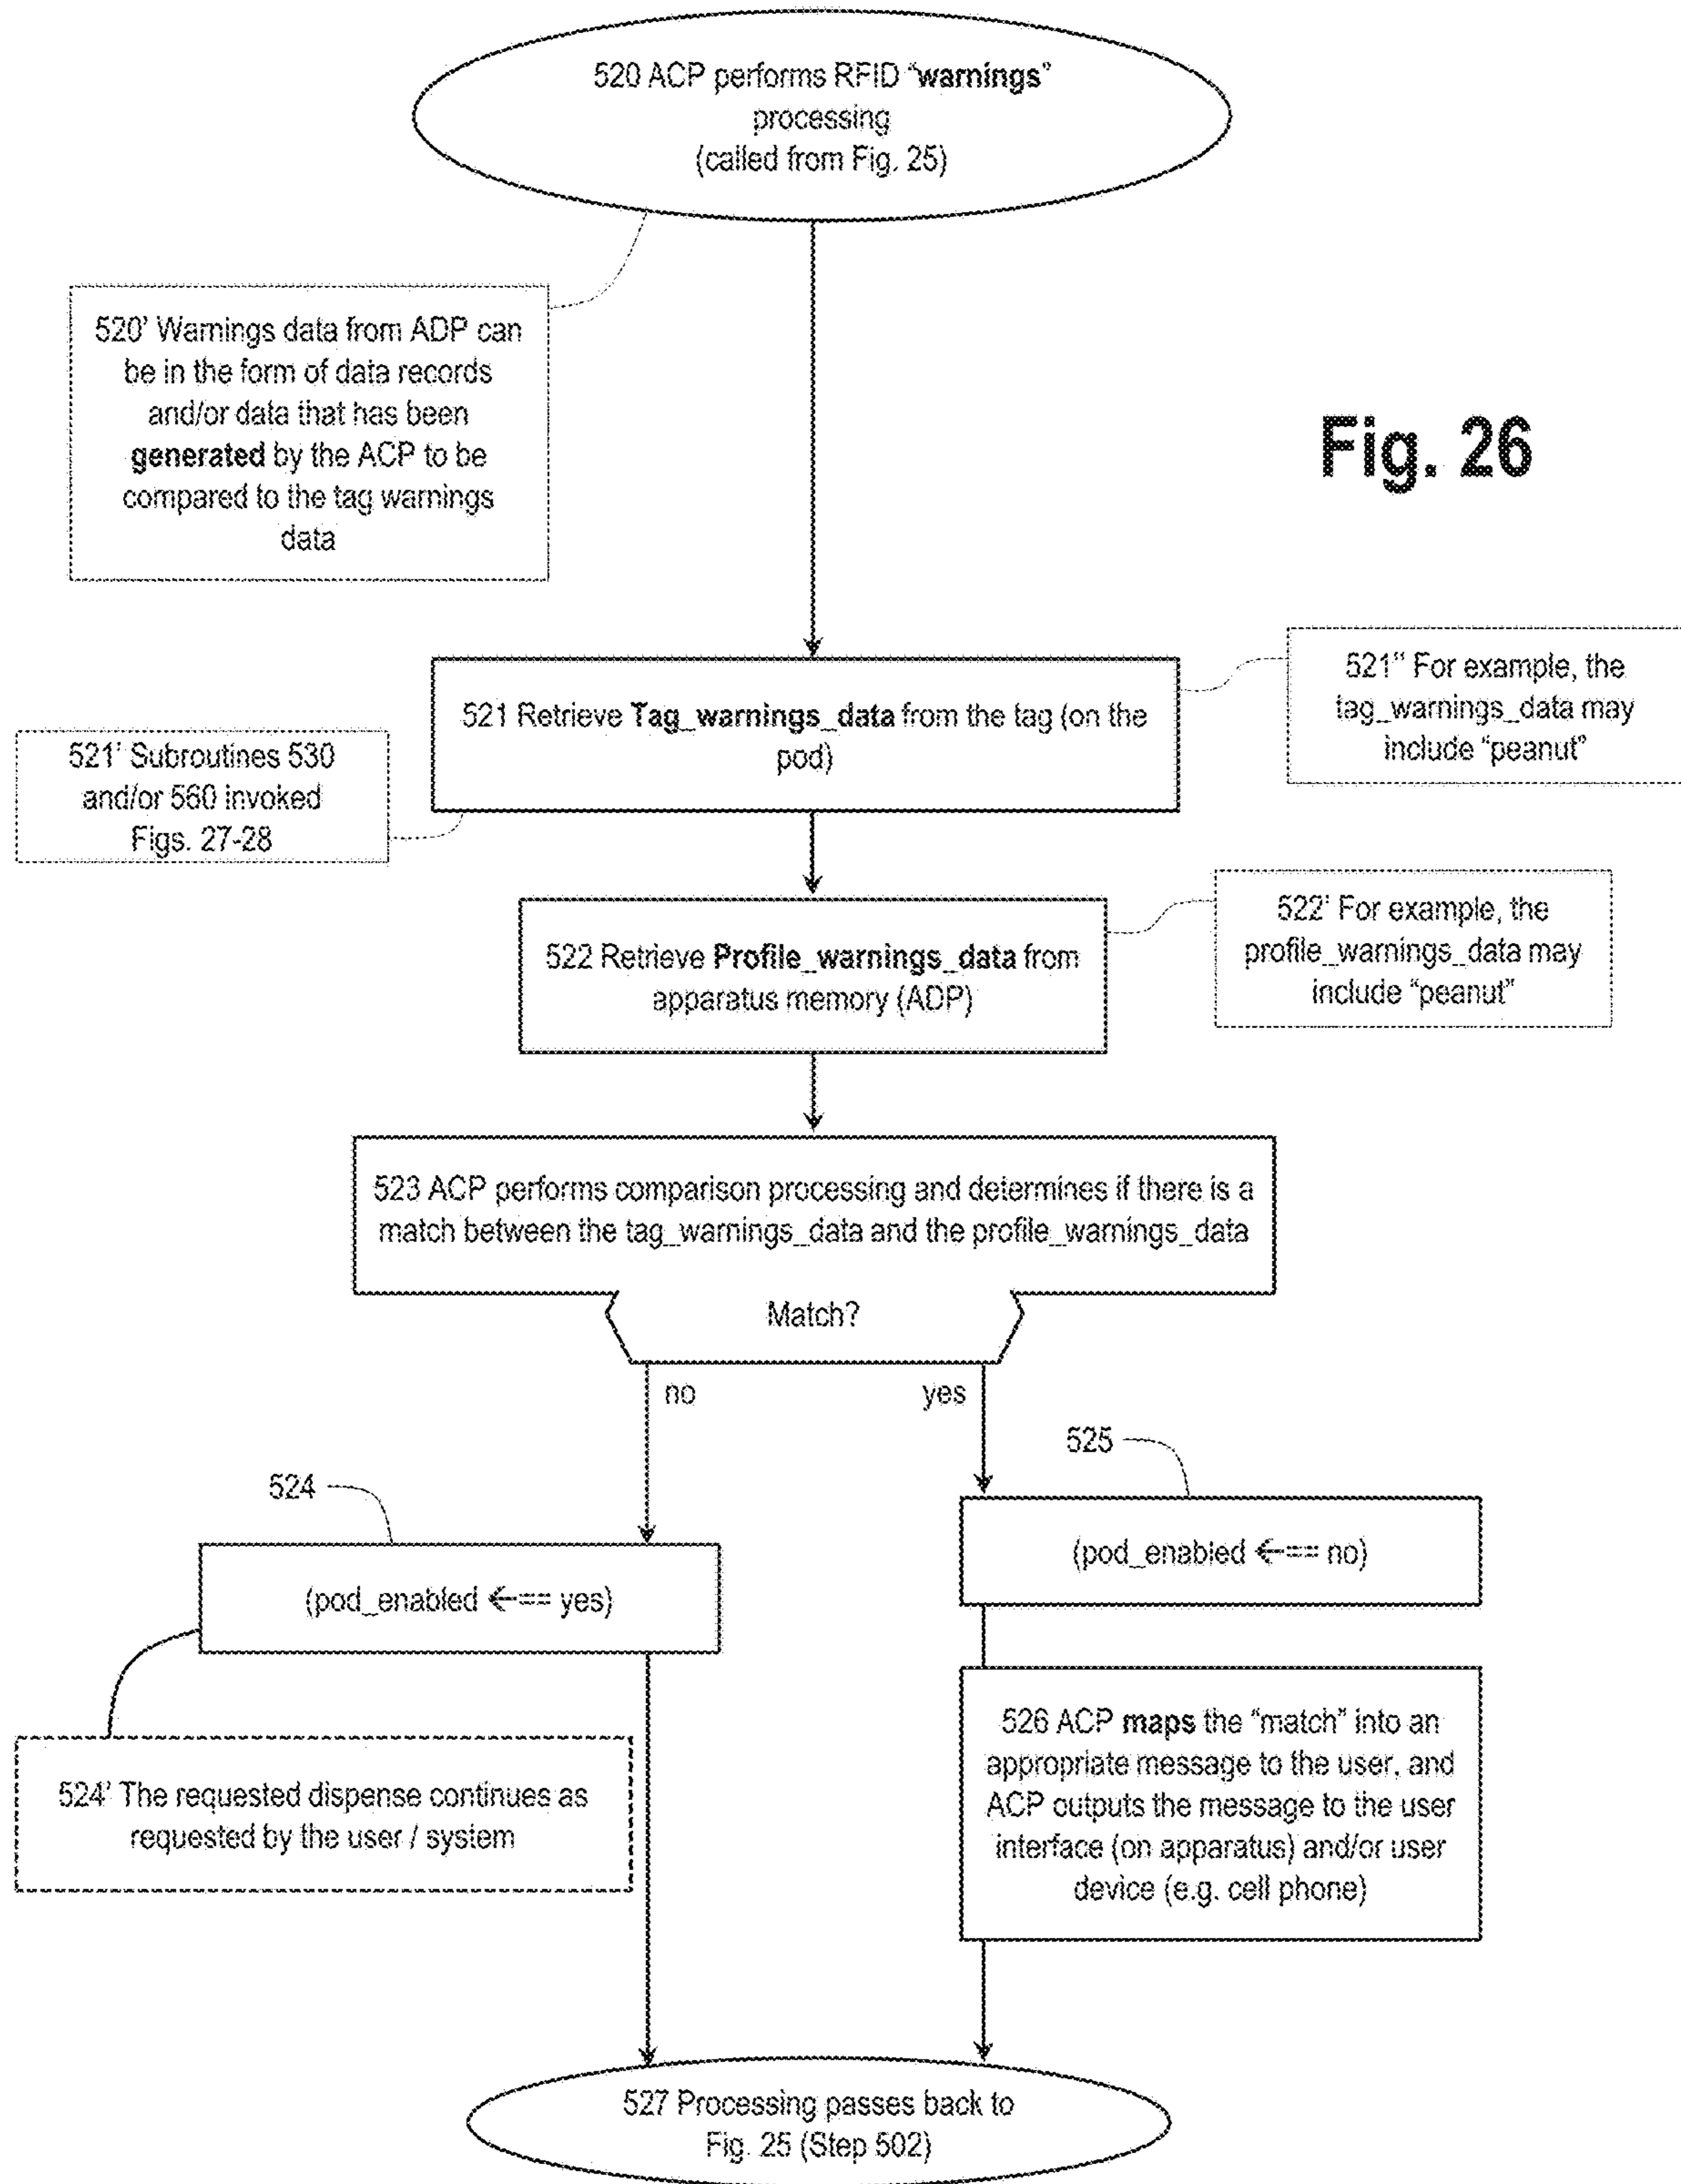 520 ACP performs RFID “warnings”
processing
(called from Fig. 25)
520' Warnings data from ADP can
be in the form of data records
and/or data that has been
generated by the ACP to be
compared to the tag warnings
data
Fig. 26
521 Retrieve Tag_warnings_data from the tag (on the
pod)
521'' For example, the
tag_warnings_data may
include “peanut”
521' Subroutines 530
and/or 560 invoked
Figs. 27-28
522 Retrieve Profile_warnings_data from
apparatus memory (ADP)
522' For example, the
profile_warnings_data may
include “peanut”
523 ACP performs comparison processing and determines if there is a
match between the tag_warnings_data and the profile_warnings_data
Match?
no
yes
524
525
(pod_enabled ←== yes)
(pod_enabled ←== no)
524' The requested dispense continues as
requested by the user / system
526 ACP maps the “match” into an
appropriate message to the user, and
ACP outputs the message to the user
interface (on apparatus) and/or user
device (e.g. cell phone)
527 Processing passes back to
Fig. 25 (Step 502)